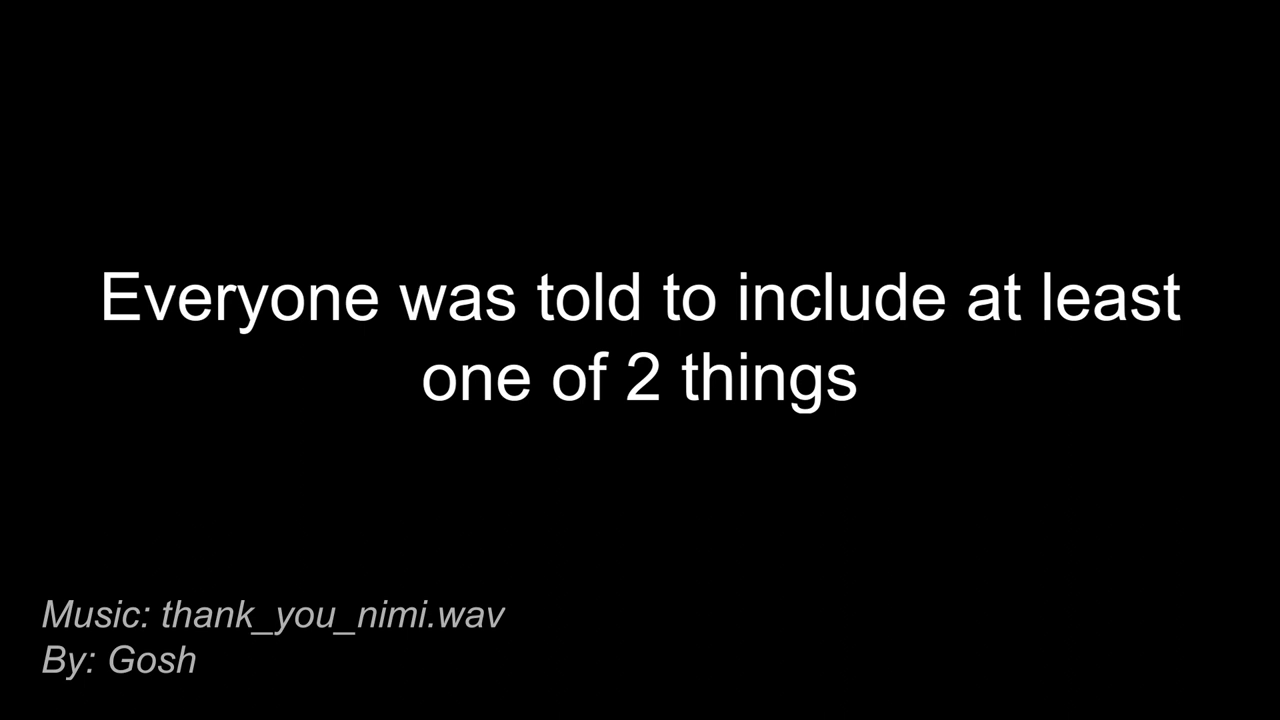 Everyone was told to include at least
one of 2 things
Music: thank_you_nimi.wav
By: Gosh